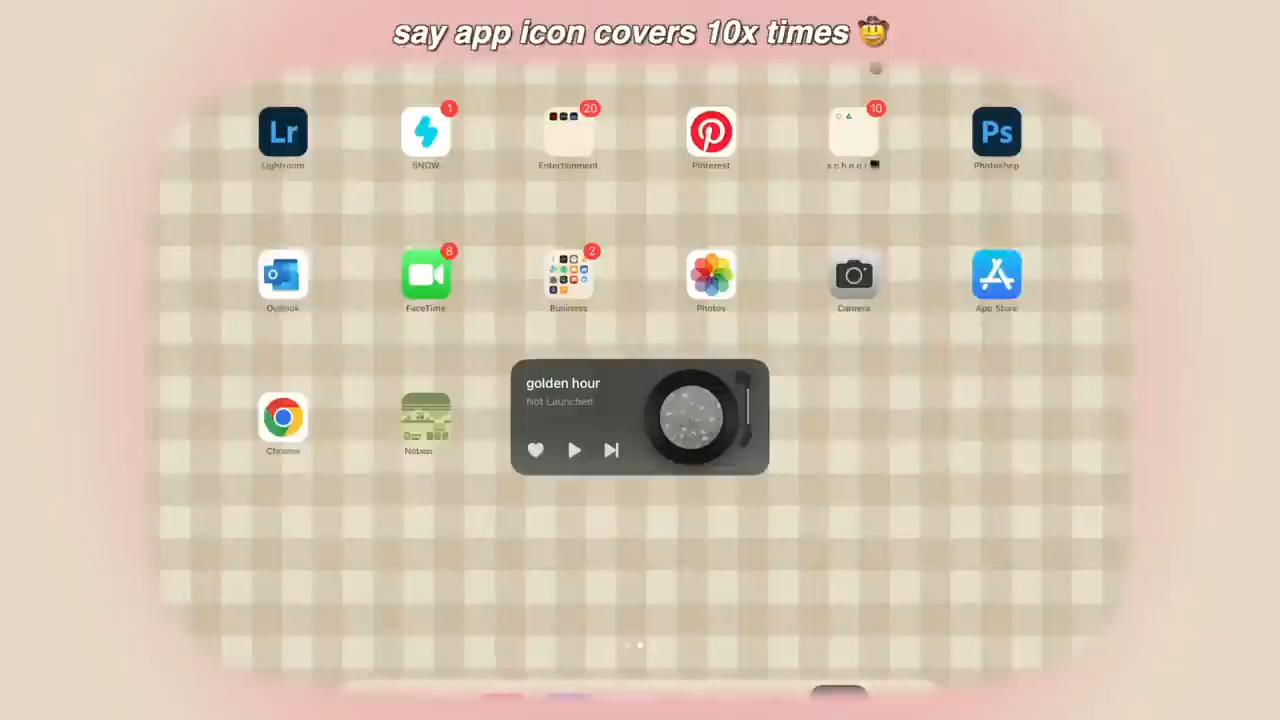 say app icon covers 10x times 🤠
1
20
10
Lr
Ps
Lightroom
SNOW
Entertainment
Pinterest
s c h o o l
Photoshop
8
2
Outlook
FaceTime
Business
Photos
Camera
App Store
golden hour
Not Launched
Chrome